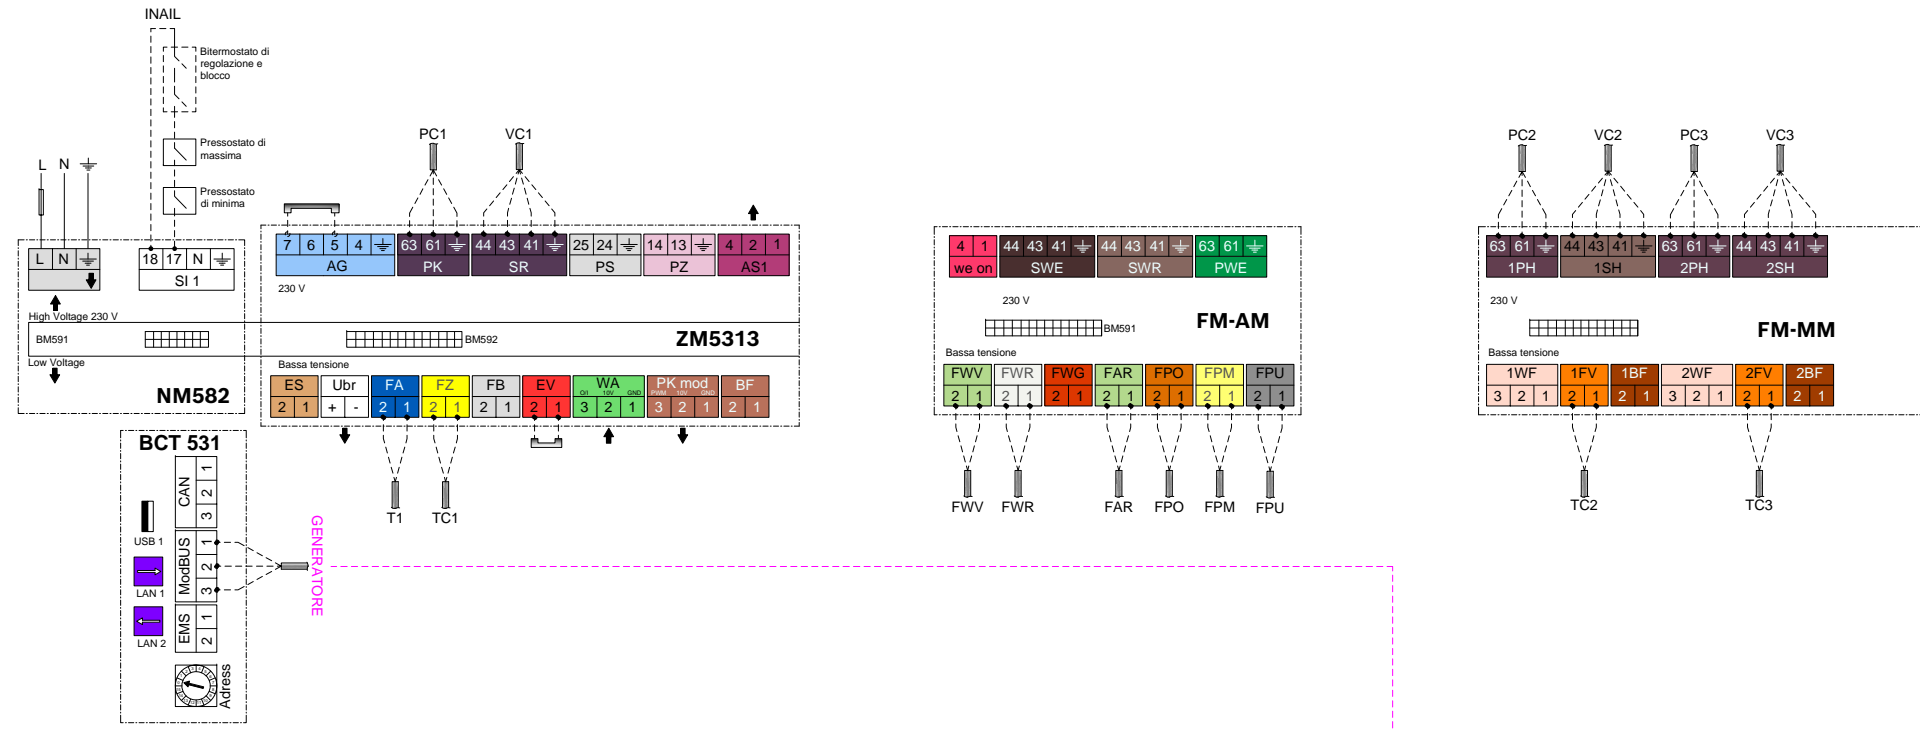 INAIL
Bitermostato di
regolazione e
blocco
Pressostato di
massima
Pressostato
di minima
L N
L N
18 17 N
SI 1
High Voltage 230 V
BM591
Low Voltage
NM582
PC1 VC1
7 6 5 4
AG
63 61
PK
44 43 41
SR
25 24
PS
14 13
PZ
4 2 1
AS1
230 V
BM592
ZM5313
Bassa tensione
ES
2 1
Ubr
+ -
FA
2 1
FZ
2 1
FB
2 1
EV
2 1
WA
0/I 10V GND
3 2 1
PK mod
PWM 10V GND
3 2 1
BF
2 1
T1 TC1
4 1
we on
44 43 41
SWE
44 43 41
SWR
63 61
PWE
230 V
BM591
FM-AM
Bassa tensione
FWV
2 1
FWR
2 1
FWG
2 1
FAR
2 1
FPO
2 1
FPM
2 1
FPU
2 1
FWV FWR FAR FPO FPM FPU
PC2 VC2 PC3 VC3
63 61
1PH
44 43 41
1SH
63 61
2PH
44 43 41
2SH
230 V
FM-MM
Bassa tensione
1WF
3 2 1
1FV
2 1
1BF
2 1
2WF
3 2 1
2FV
2 1
2BF
2 1
TC2 TC3
BCT 531
CAN
1
2
3
USB 1
ModBUS
1
2
3
LAN 1
EMS
1
2
LAN 2
Adress
GENERATORE